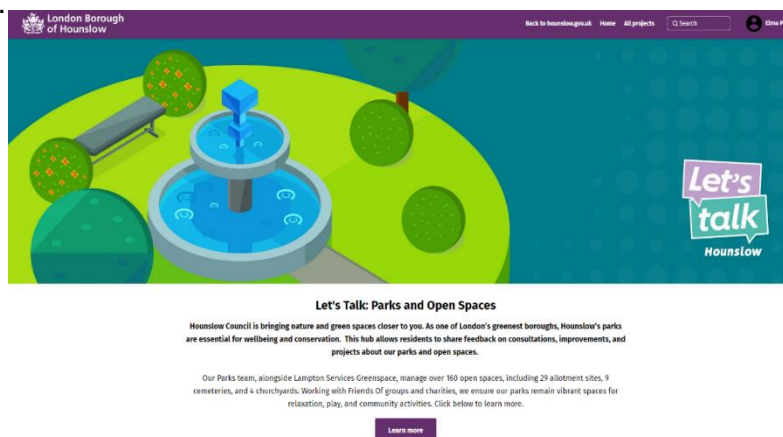 London Borough
of Hounslow
Back to hounslow.gov.uk Home All projects Search Elma P
Let's
talk
Hounslow
Let's Talk: Parks and Open Spaces
Hounslow Council is bringing nature and green spaces closer to you. As one of London's greenest boroughs, Hounslow's parks
are essential for wellbeing and conservation. This hub allows residents to share feedback on consultations, improvements, and
projects about our parks and open spaces.
Our Parks team, alongside Lampton Services Greenspace, manage over 160 open spaces, including 29 allotment sites, 9
cemeteries, and 4 churchyards. Working with Friends Of groups and charities, we ensure our parks remain vibrant spaces for
relaxation, play, and community activities. Click below to learn more.
Learn more